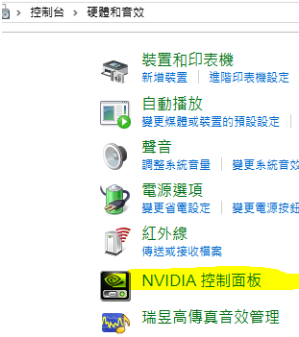 控制台 › 硬體和音效
裝置和印表機
新增裝置 | 進階印表機設定
自動播放
變更媒體或裝置的預設設定 |
聲音
調整系統音量 | 變更系統音效
電源選項
變更省電設定 | 變更電源按鈕
紅外線
傳送或接收檔案
NVIDIA 控制面板
瑞昱高傳真音效管理